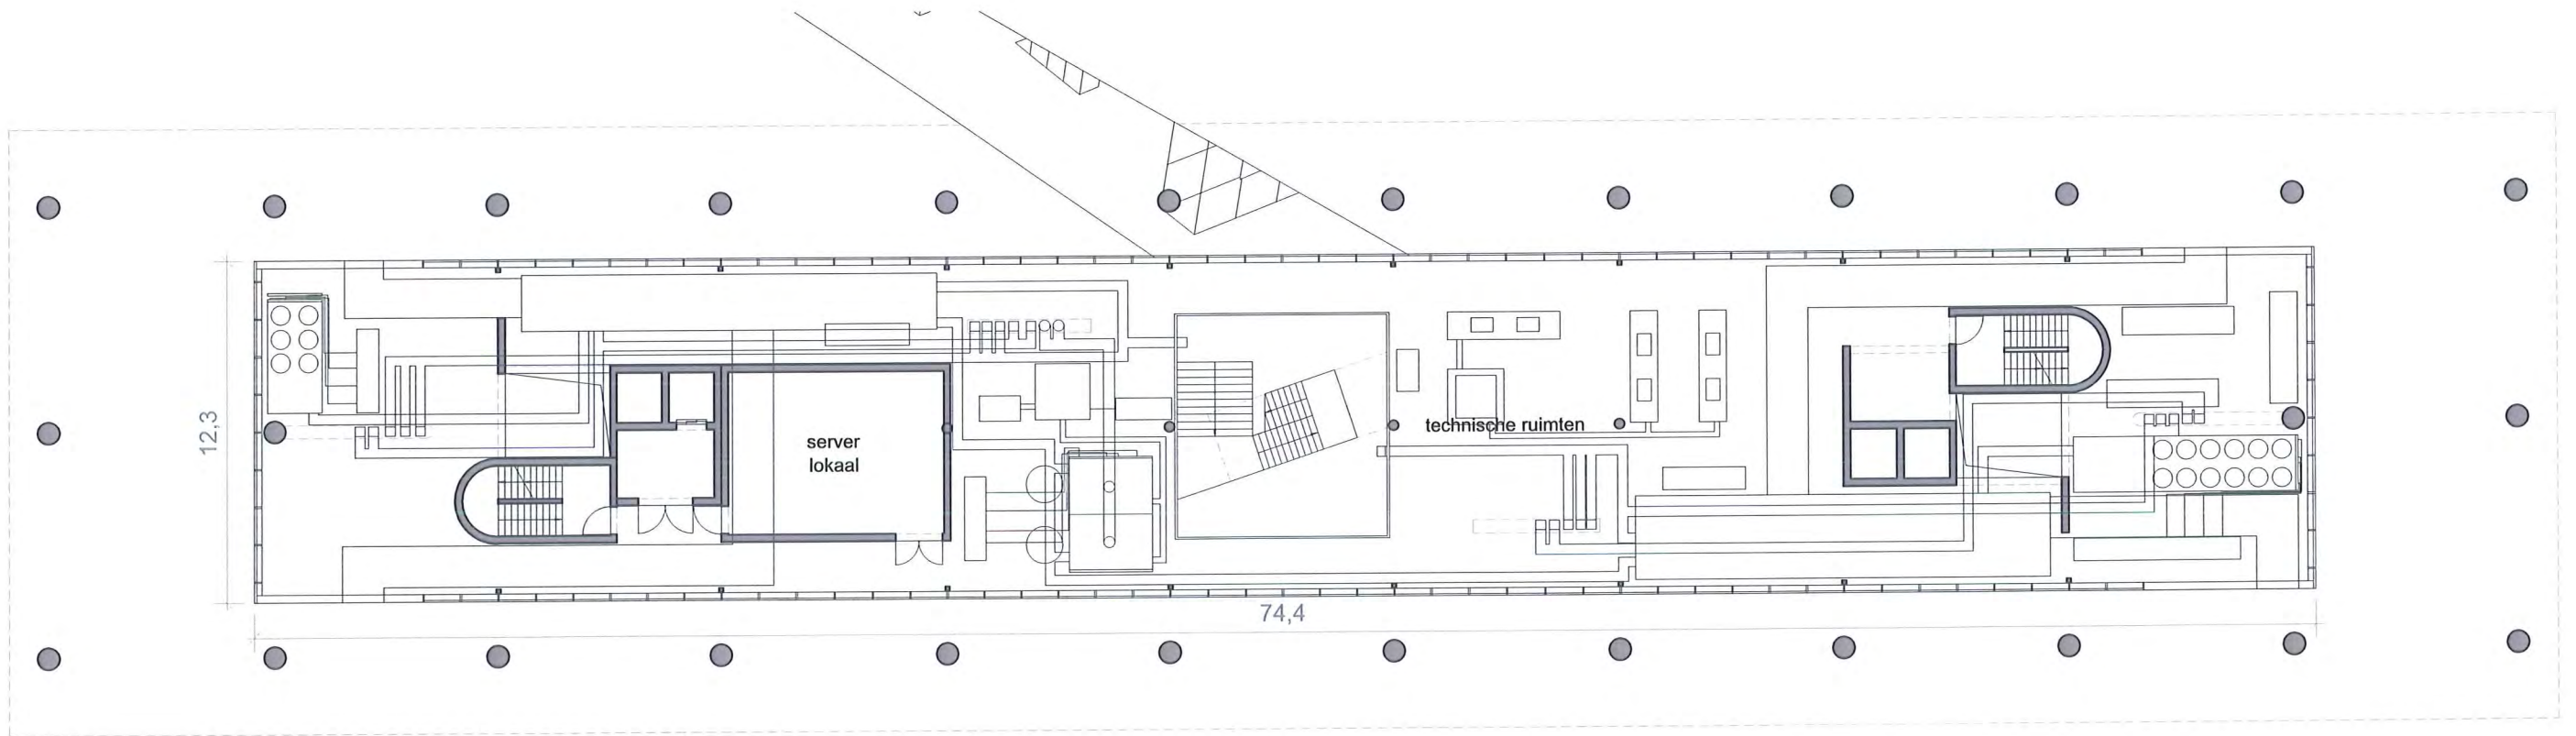 12,3
server
lokaal
technische ruimten
74,4